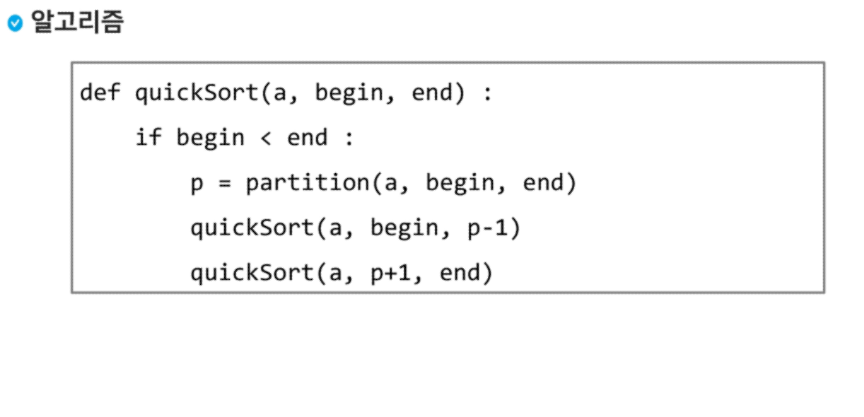 알고리즘
def quickSort(a, begin, end) :
    if begin < end :
        p = partition(a, begin, end)
        quickSort(a, begin, p-1)
        quickSort(a, p+1, end)